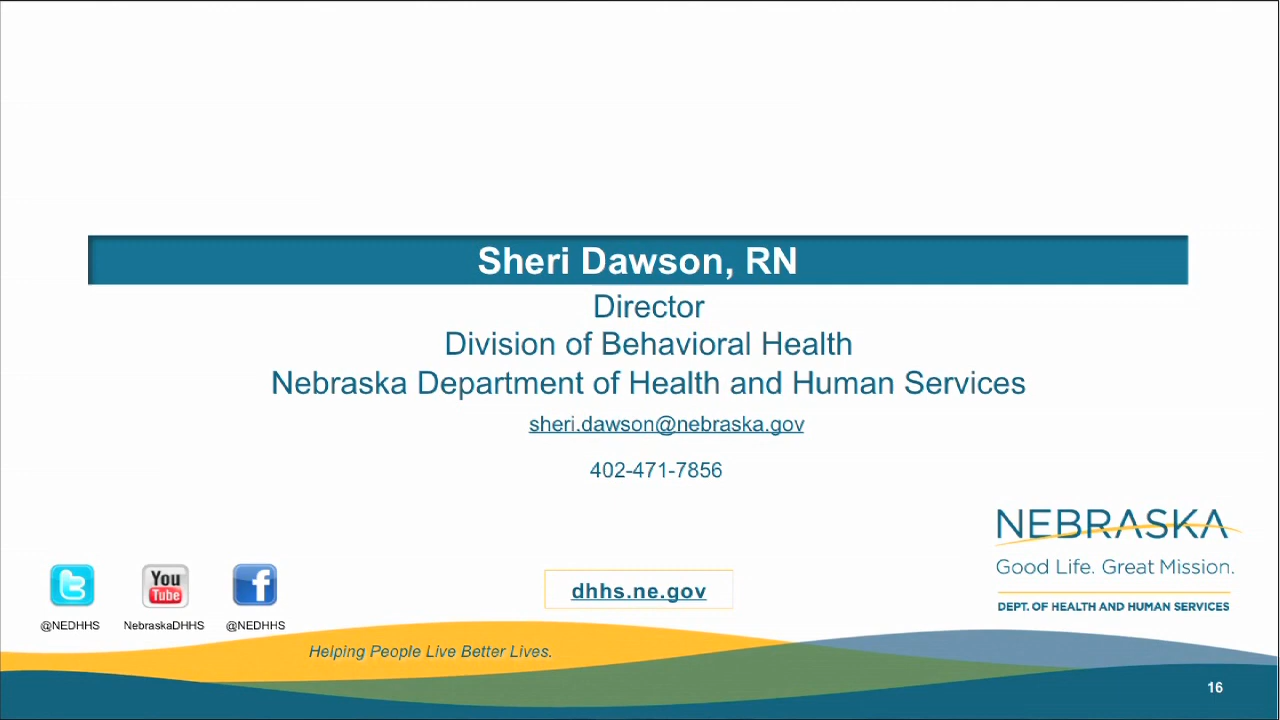 Sheri Dawson, RN
Director
Division of Behavioral Health
Nebraska Department of Health and Human Services
sheri.dawson@nebraska.gov
402-471-7856
NEBRASKA
Good Life. Great Mission.
DEPT. OF HEALTH AND HUMAN SERVICES
You
Tube
@NEDHHS
NebraskaDHHS
@NEDHHS
dhhs.ne.gov
Helping People Live Better Lives.
16